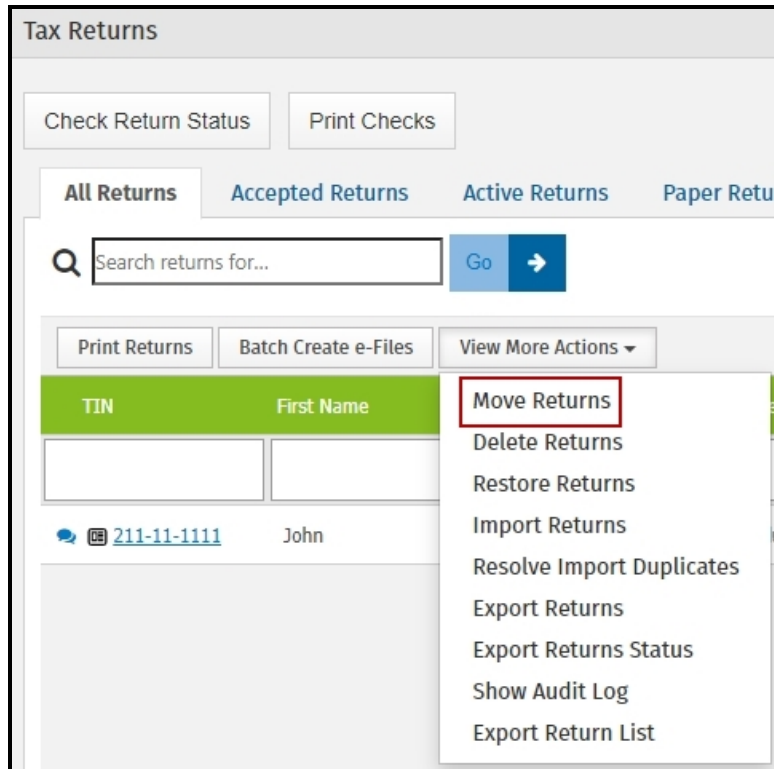 Tax Returns
Check Return Status Print Checks
All Returns Accepted Returns Active Returns Paper Retu
Search returns for... Go
Print Returns Batch Create e-Files View More Actions
TIN First Name
Move Returns
Delete Returns
Restore Returns
Import Returns
211-11-1111 John
Resolve Import Duplicates
Export Returns
Export Returns Status
Show Audit Log
Export Return List